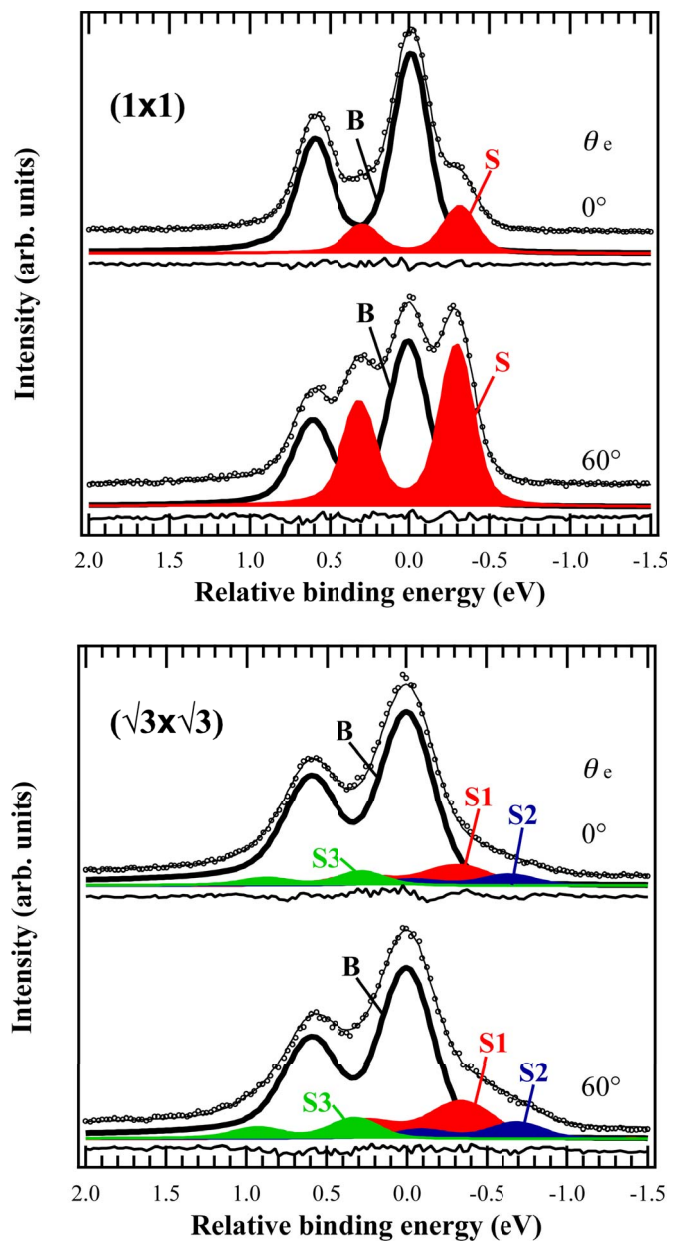 (1x1)
B
θe
S
0°
B
S
60°
Intensity (arb. units)
2.0 1.5 1.0 0.5 0.0 -0.5 -1.0 -1.5
Relative binding energy (eV)
(√3x√3)
B
θe
S1
0°
S2
S3
B
S1
S2
60°
S3
Intensity (arb. units)
2.0 1.5 1.0 0.5 0.0 -0.5 -1.0 -1.5
Relative binding energy (eV)